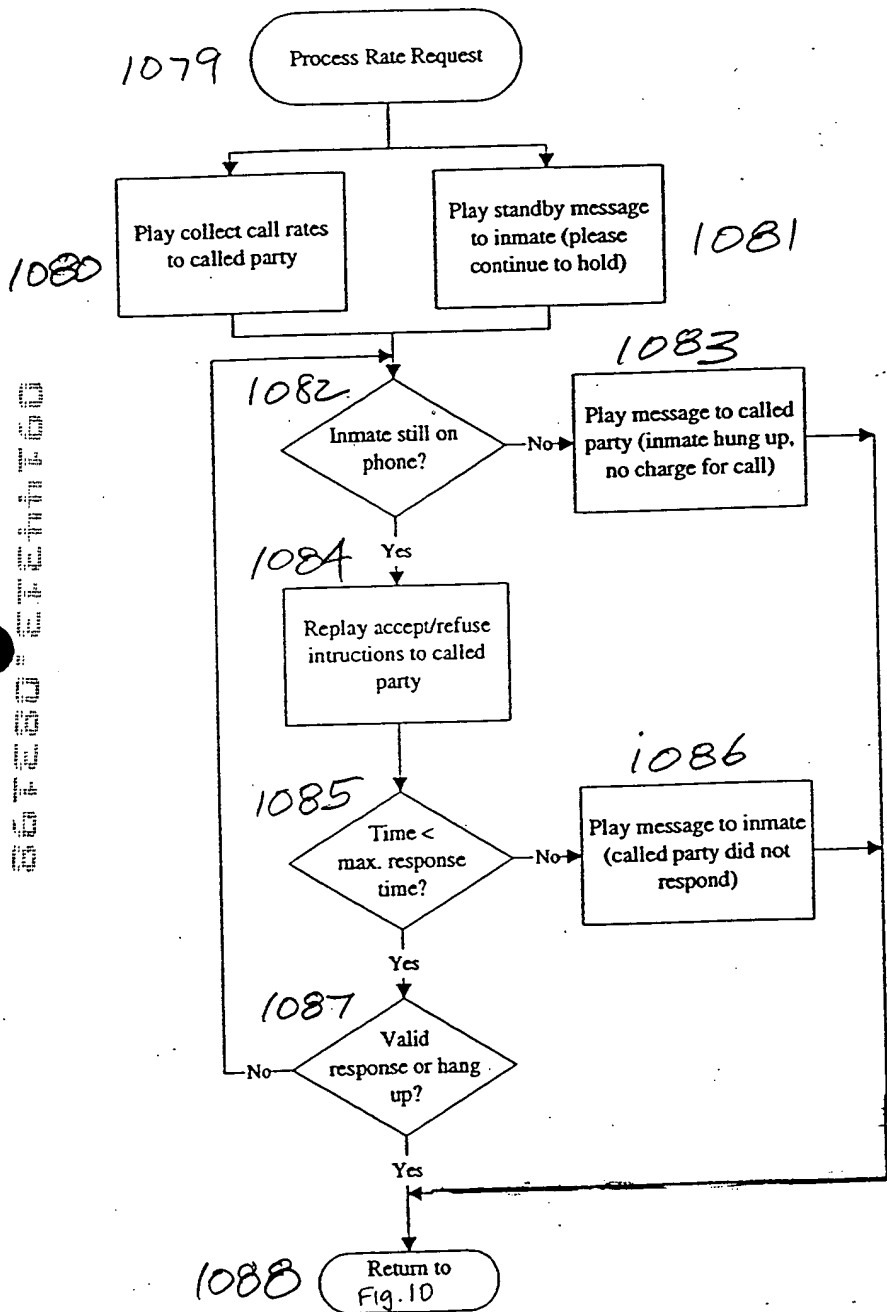 1079
Process Rate Request
1080
Play collect call rates
to called party
Play standby message
to inmate (please
continue to hold)
1081
1082
Inmate still on
phone?
No
1083
Play message to called
party (inmate hung up,
no charge for call)
Yes
1084
Replay accept/refuse
intructions to called
party
1085
Time <
max. response
time?
No
1086
Play message to inmate
(called party did not
respond)
Yes
1087
Valid
response or hang
up?
No
Yes
1088
Return to
Fig. 10